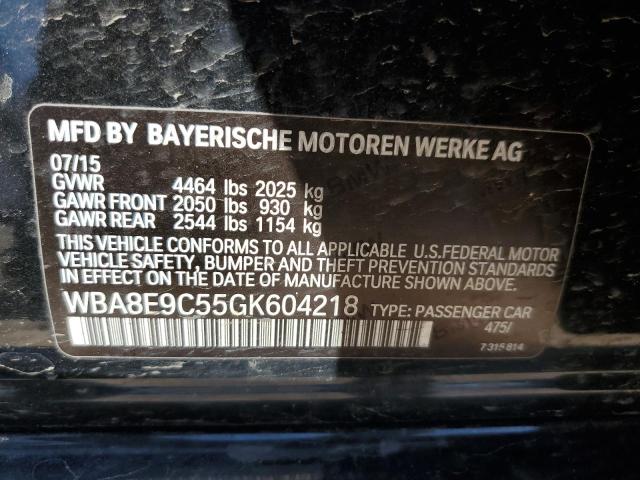 MFD BY BAYERISCHE MOTOREN WERKE AG
07/15
GVWR 4464 lbs 2025 kg
GAWR FRONT 2050 lbs 930 kg
GAWR REAR 2544 lbs 1154 kg
THIS VEHICLE CONFORMS TO ALL APPLICABLE U.S.FEDERAL MOTOR
VEHICLE SAFETY, BUMPER AND THEFT PREVENTION STANDARDS
IN EFFECT ON THE DATE OF MANUFACTURE SHOWN ABOVE.
WBA8E9C55GK604218 TYPE: PASSENGER CAR
475/
7315814